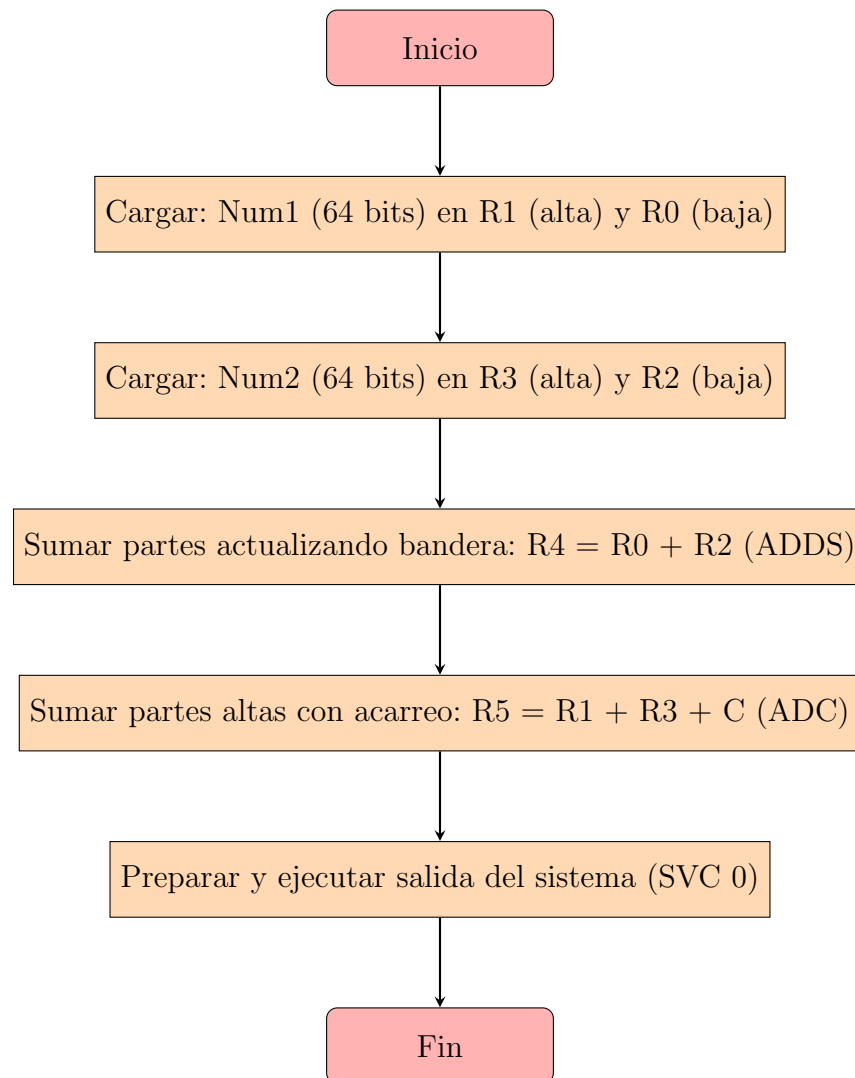 Inicio
Cargar: Num1 (64 bits) en R1 (alta) y R0 (baja)
Cargar: Num2 (64 bits) en R3 (alta) y R2 (baja)
Sumar partes actualizando bandera: R4 = R0 + R2 (ADDS)
Sumar partes altas con acarreo: R5 = R1 + R3 + C (ADC)
Preparar y ejecutar salida del sistema (SVC 0)
Fin